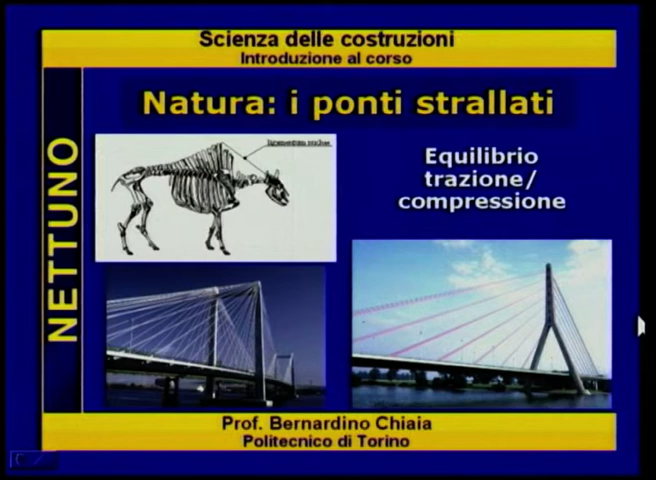 Scienza delle costruzioni
Introduzione al corso
NETTUNO
Natura: i ponti strallati
Equilibrio
trazione/
compressione
Prof. Bernardino Chiaia
Politecnico di Torino